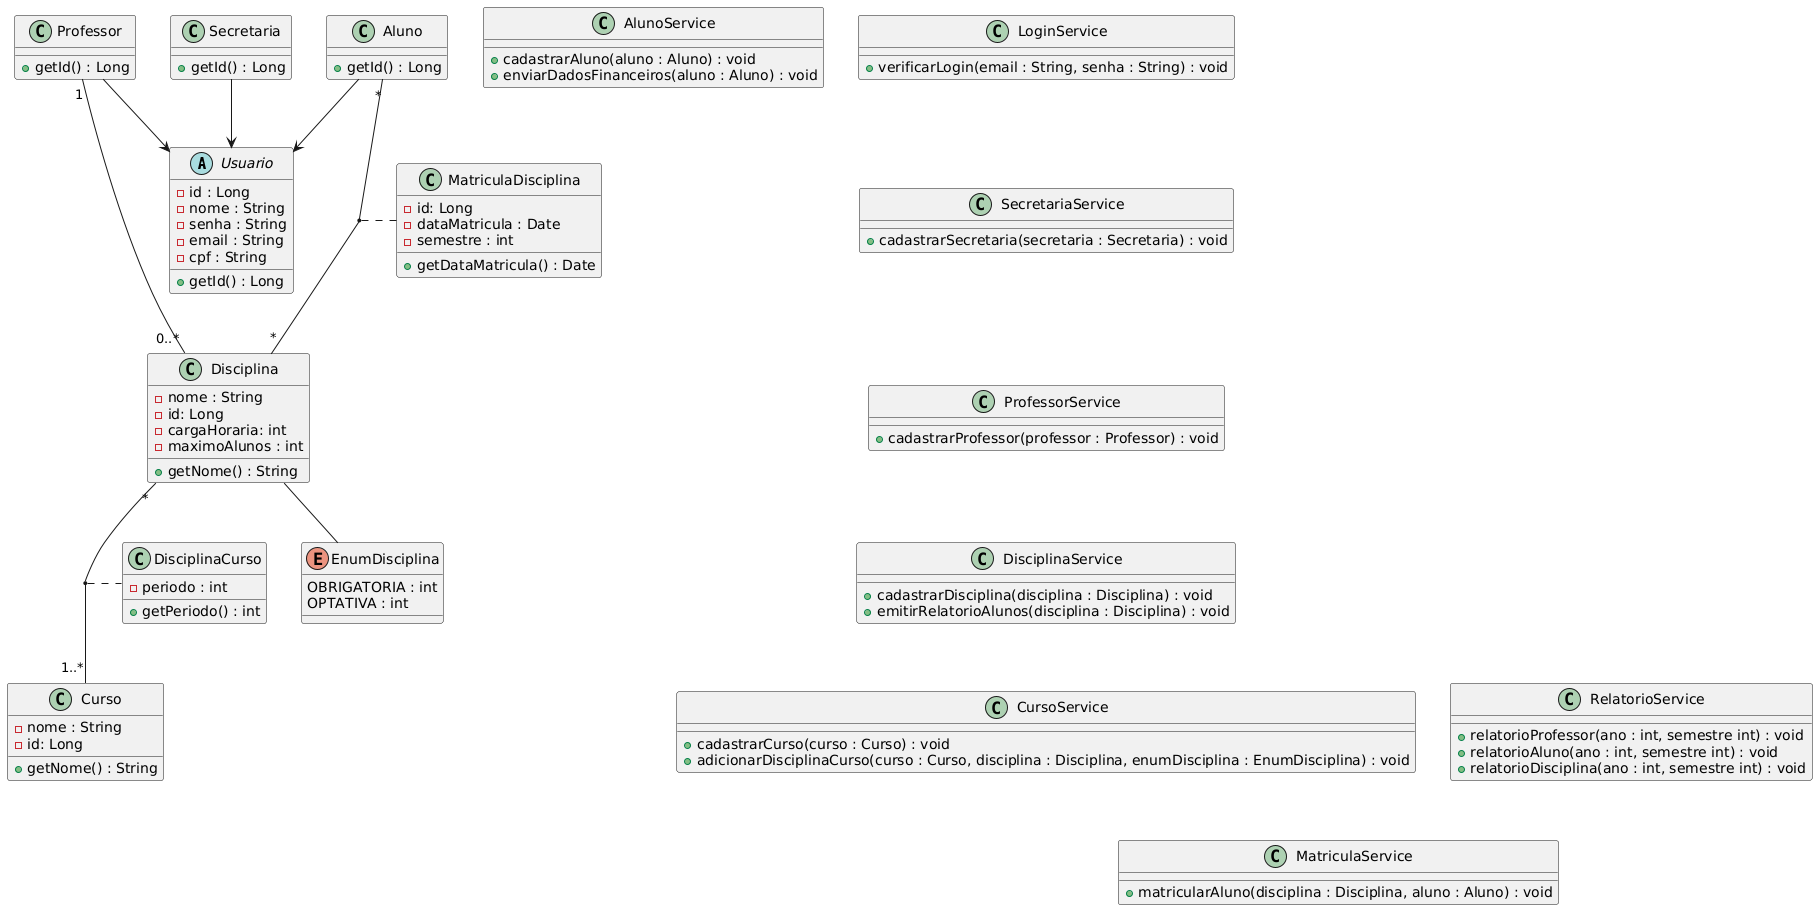 Professor
+ getId() : Long
Secretaria
+ getId() : Long
Aluno
+ getId() : Long
AlunoService
cadastrarAluno(aluno : Aluno) : void
enviarDadosFinanceiros(aluno : Aluno) : void
LoginService
verificarLogin(email : String, senha : String) : void
1
*
Usuario
id : Long
nome : String
senha : String
email : String
cpf : String
getId() : Long
MatriculaDisciplina
id: Long
dataMatricula : Date
semestre : int
getDataMatricula() : Date
SecretariaService
cadastrarSecretaria(secretaria : Secretaria) : void
0..*
*
Disciplina
nome : String
id: Long
cargaHoraria: int
maximoAlunos : int
getNome() : String
ProfessorService
cadastrarProfessor(professor : Professor) : void
*
DisciplinaCurso
periodo : int
getPeriodo() : int
EnumDisciplina
OBRIGATORIA : int
OPTATIVA : int
DisciplinaService
cadastrarDisciplina(disciplina : Disciplina) : void
emitirRelatorioAlunos(disciplina : Disciplina) : void
1..*
Curso
nome : String
id: Long
getNome() : String
CursoService
cadastrarCurso(curso : Curso) : void
adicionarDisciplinaCurso(curso : Curso, disciplina : Disciplina, enumDisciplina : EnumDisciplina) : void
RelatorioService
relatorioProfessor(ano : int, semestre int) : void
relatorioAluno(ano : int, semestre int) : void
relatorioDisciplina(ano : int, semestre int) : void
MatriculaService
matricularAluno(disciplina : Disciplina, aluno : Aluno) : void